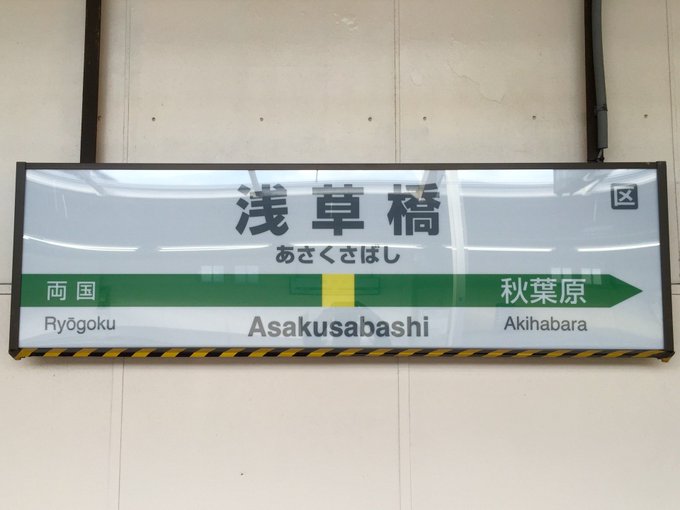 浅草橋
区
あさくさばし
両国
秋葉原
Ryōgoku
Asakusabashi
Akihabara